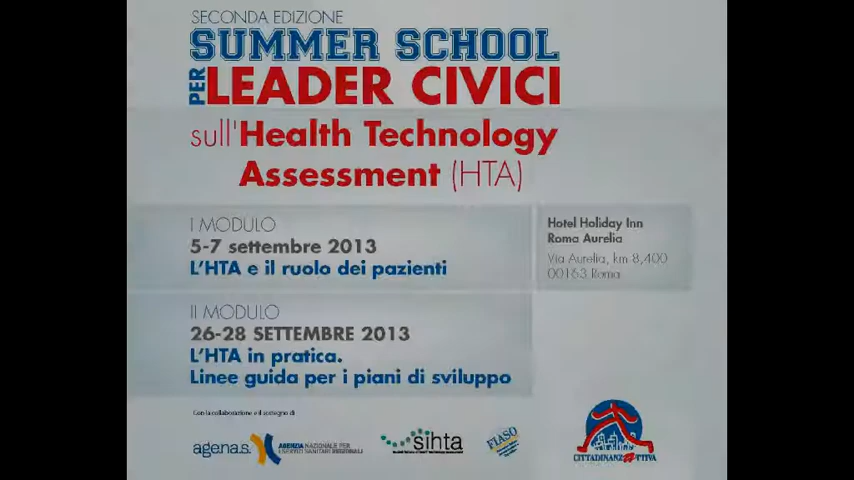 SECONDA EDIZIONE
SUMMER SCHOOL
PER LEADER CIVICI
sull'Health Technology
Assessment (HTA)
I MODULO
5-7 settembre 2013
L'HTA e il ruolo dei pazienti
Hotel Holiday Inn
Roma Aurelia
Via Aurelia, km 8,400
00163 Roma
II MODULO
26-28 SETTEMBRE 2013
L'HTA in pratica.
Linee guida per i piani di sviluppo
Con la collaborazione e il sostegno di
agenas.
AGENZIA NAZIONALE PER
I SERVIZI SANITARI REGIONALI
sihta
FIASO
CITTADINANZATTIVA